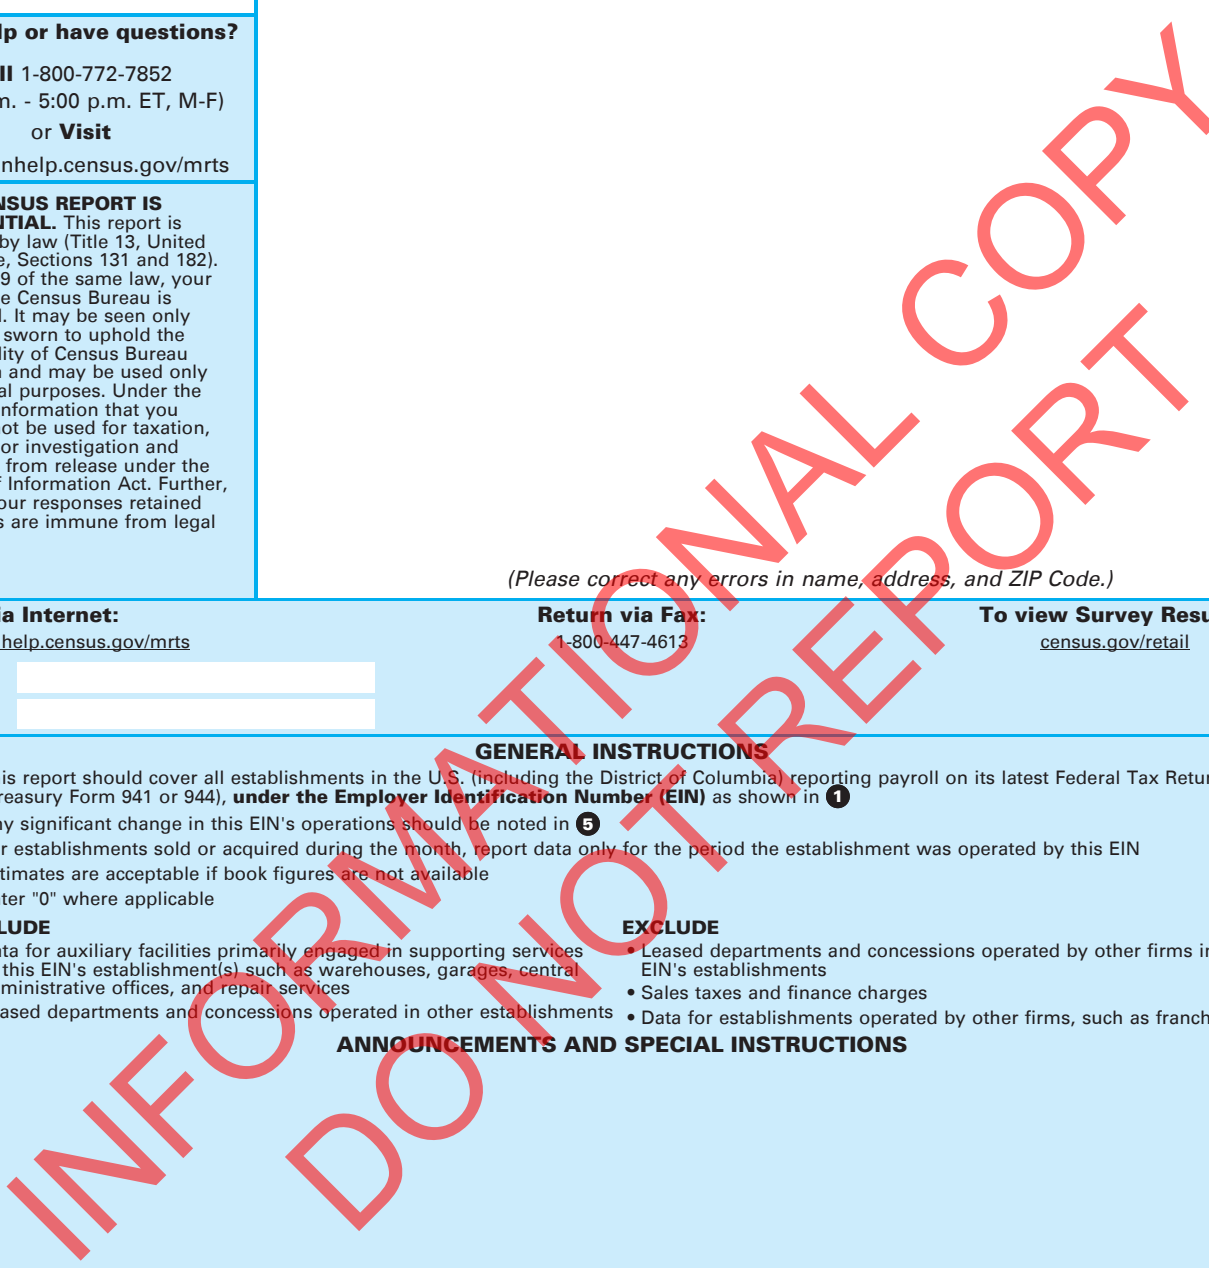 lp or have questions?
ll 1-800-772-7852
m. - 5:00 p.m. ET, M-F)
or Visit
nhelp.census.gov/mrts
NSUS REPORT IS
NTIAL. This report is
by law (Title 13, United
e, Sections 131 and 182).
9 of the same law, your
e Census Bureau is
l. It may be seen only
sworn to uphold the
lity of Census Bureau
n and may be used only
al purposes. Under the
nformation that you
not be used for taxation,
or investigation and
from release under the
f Information Act. Further,
our responses retained
s are immune from legal
(Please correct any errors in name, address, and ZIP Code.)
ia Internet:
help.census.gov/mrts
Return via Fax:
1-800-447-4613
To view Survey Resu
census.gov/retail
GENERAL INSTRUCTIONS
is report should cover all establishments in the U.S. (including the District of Columbia) reporting payroll on its latest Federal Tax Retur
reasury Form 941 or 944), under the Employer Identification Number (EIN) as shown in 1
ny significant change in this EIN's operations should be noted in 5
r establishments sold or acquired during the month, report data only for the period the establishment was operated by this EIN
timates are acceptable if book figures are not available
ter "0" where applicable
LUDE
ata for auxiliary facilities primarily engaged in supporting services
this EIN's establishment(s) such as warehouses, garages, central
ministrative offices, and repair services
ased departments and concessions operated in other establishments
EXCLUDE
• Leased departments and concessions operated by other firms in
EIN's establishments
• Sales taxes and finance charges
• Data for establishments operated by other firms, such as franch
ANNOUNCEMENTS AND SPECIAL INSTRUCTIONS
INFORMATIONAL COPY
DO NOT REPORT